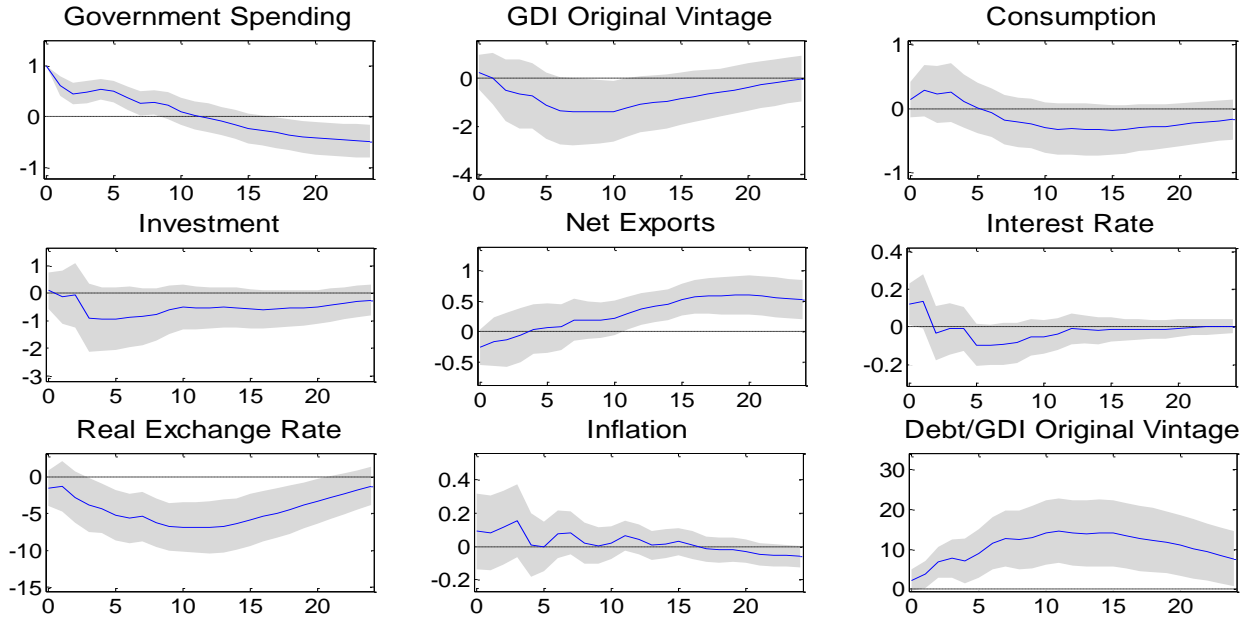 Government Spending
GDI Original Vintage
Consumption
1
0
-1
0 5 10 15 20
0
-2
-4
0 5 10 15 20
1
0
-1
0 5 10 15 20
Investment
Net Exports
Interest Rate
1
0
-1
-2
-3
0 5 10 15 20
1
0.5
0
-0.5
0 5 10 15 20
0.4
0.2
0
-0.2
0 5 10 15 20
Real Exchange Rate
Inflation
Debt/GDI Original Vintage
0
-5
-10
-15
0 5 10 15 20
0.4
0.2
0
-0.2
0 5 10 15 20
30
20
10
0
0 5 10 15 20